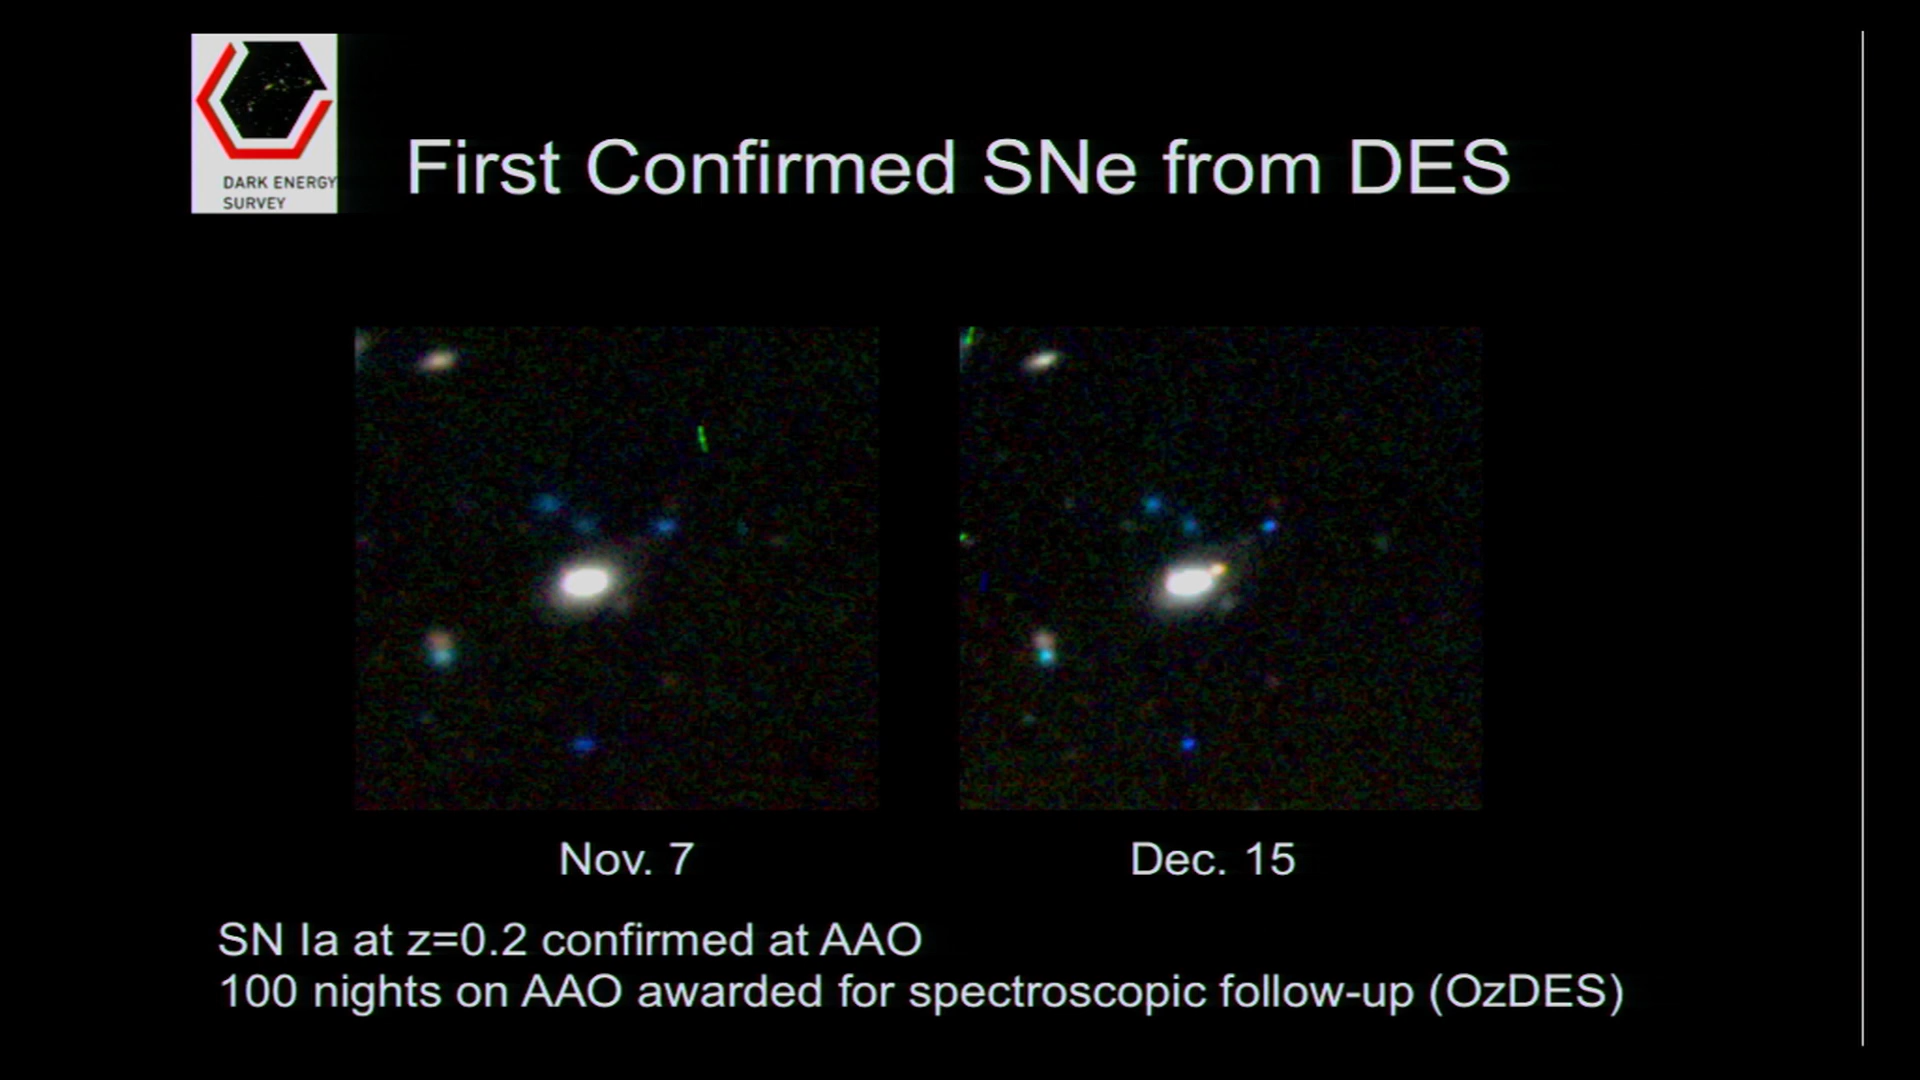 DARK ENERGY
SURVEY
First Confirmed SNe from DES
Nov. 7
Dec. 15
SN Ia at z=0.2 confirmed at AAO
100 nights on AAO awarded for spectroscopic follow-up (OzDES)